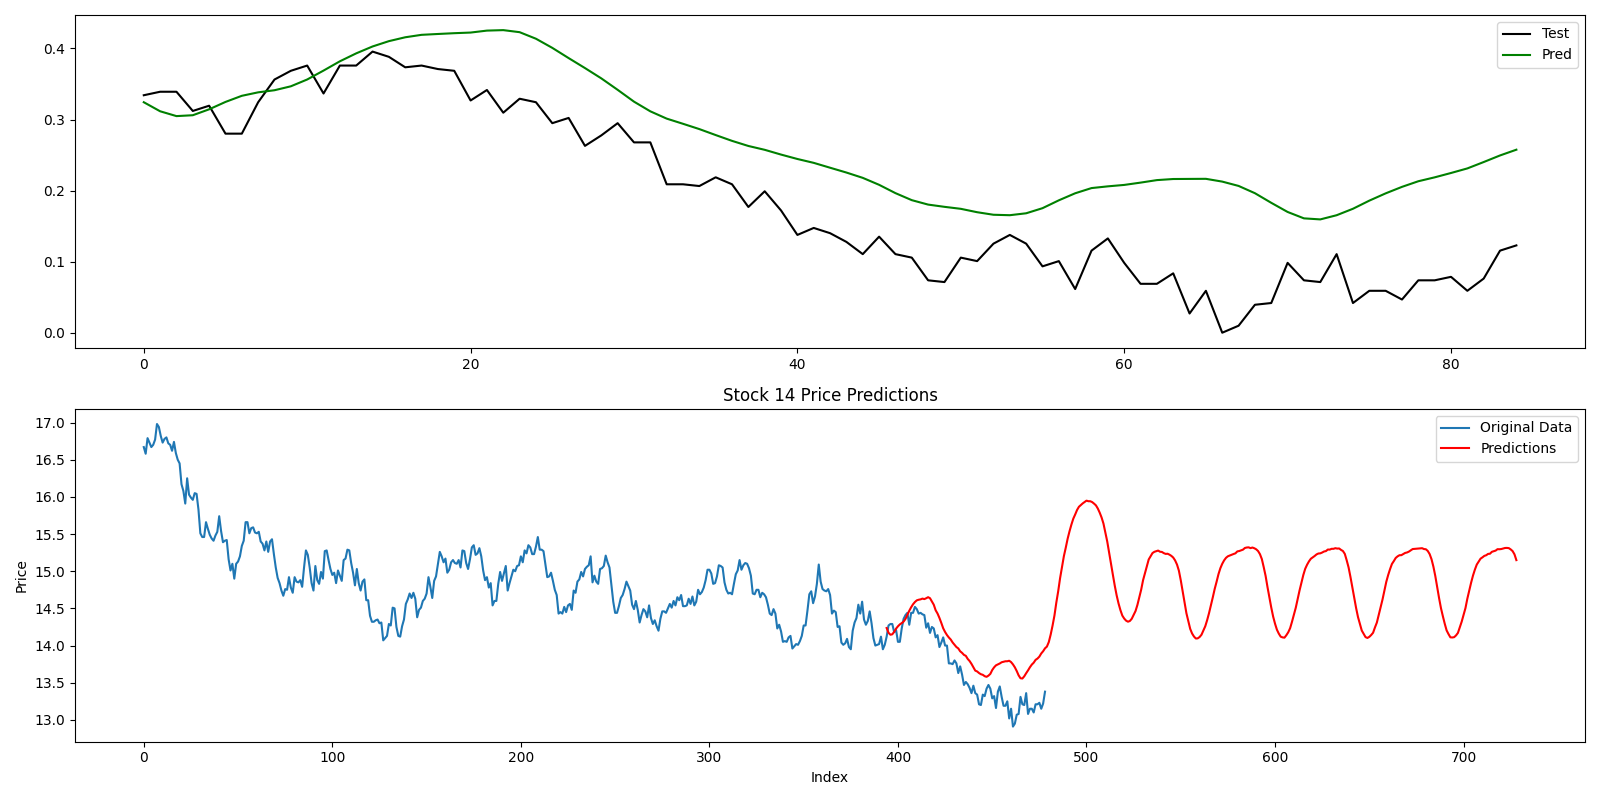 Test
Pred
0.4
0.3
0.2
0.1
0.0
0 20 40 60 80
Stock 14 Price Predictions
Original Data
Predictions
17.0
16.5
16.0
15.5
15.0
14.5
14.0
13.5
13.0
Price
0 100 200 300 400 500 600 700
Index